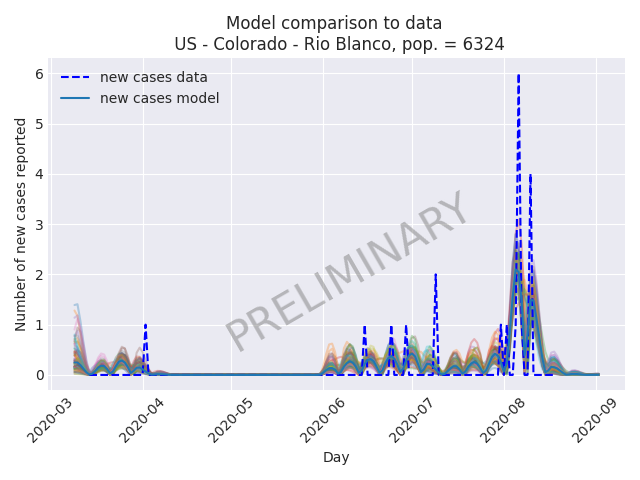 Model comparison to data
US - Colorado - Rio Blanco, pop. = 6324
new cases data
new cases model
PRELIMINARY
Number of new cases reported
6
5
4
3
2
1
0
2020-03
2020-04
2020-05
2020-06
2020-07
2020-08
2020-09
Day